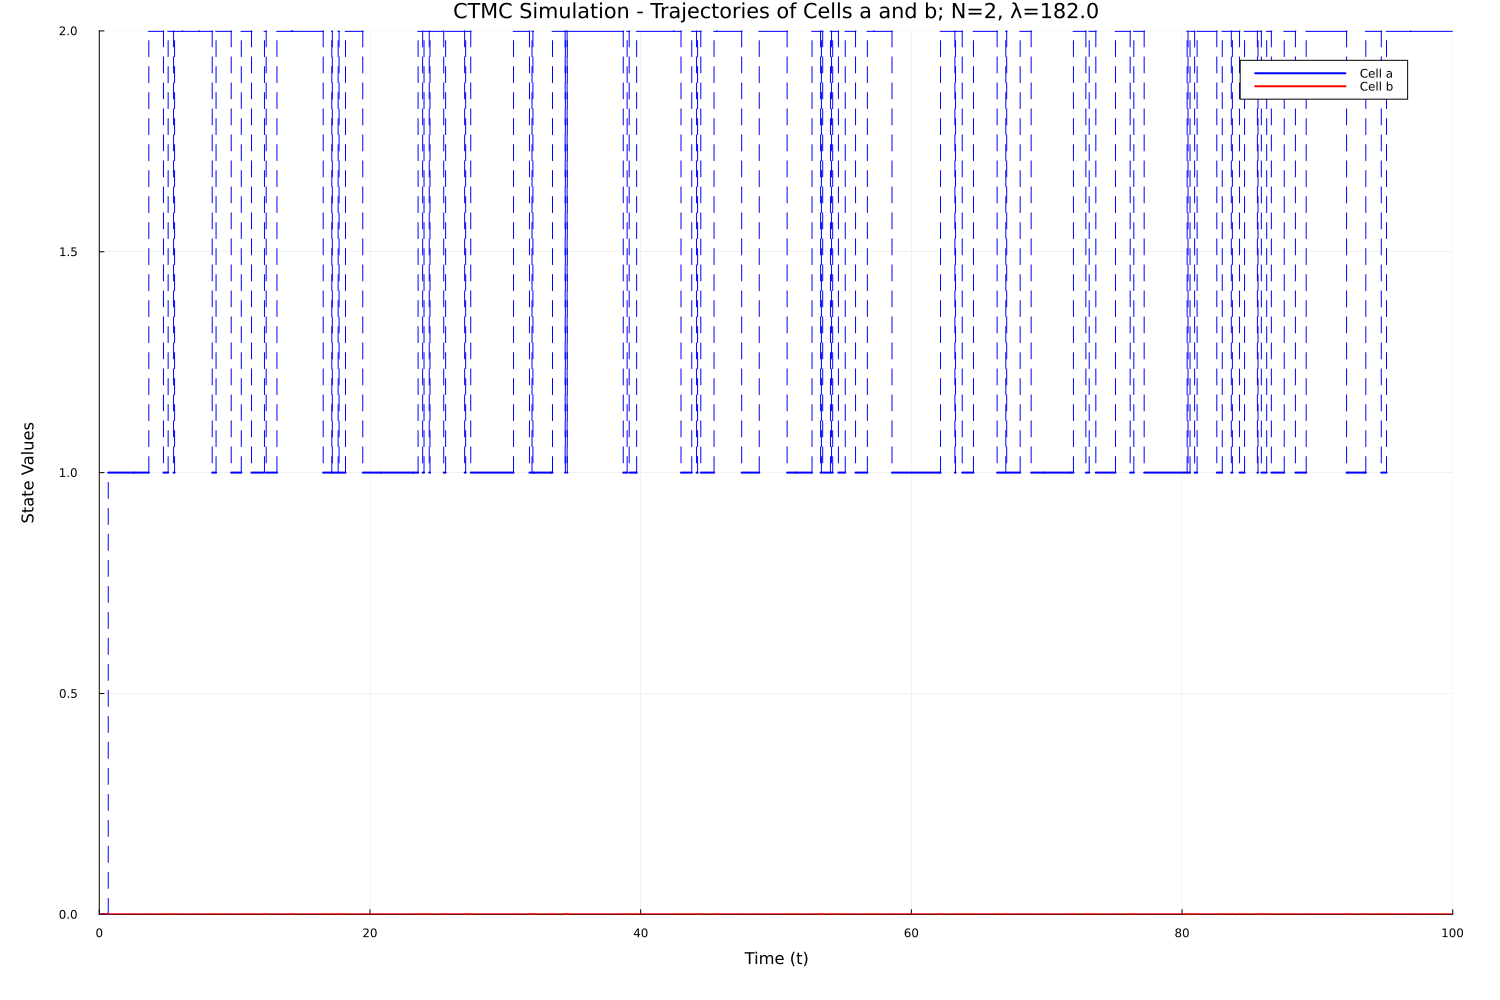 CTMC Simulation - Trajectories of Cells a and b; N=2, λ=182.0
2.0
Cell a
Cell b
1.5
1.0
State Values
0.5
0.0
0 20 40 60 80 100
Time (t)